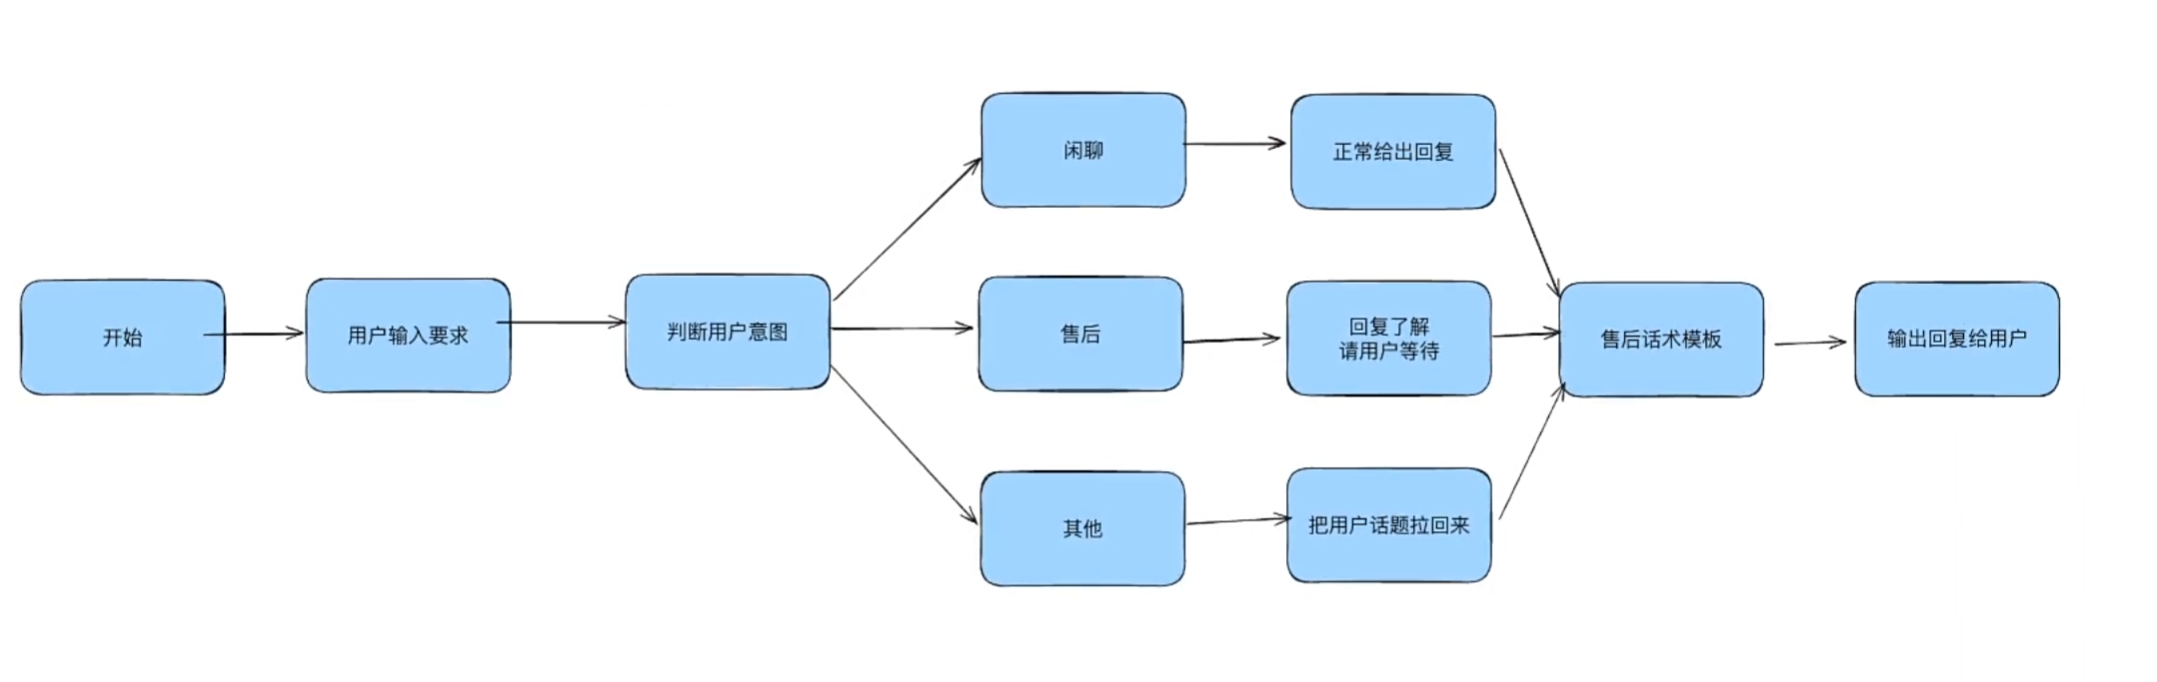 开始
用户输入要求
判断用户意图
闲聊
正常给出回复
售后
回复了解
请用户等待
其他
把用户话题拉回来
售后话术模板
输出回复给用户